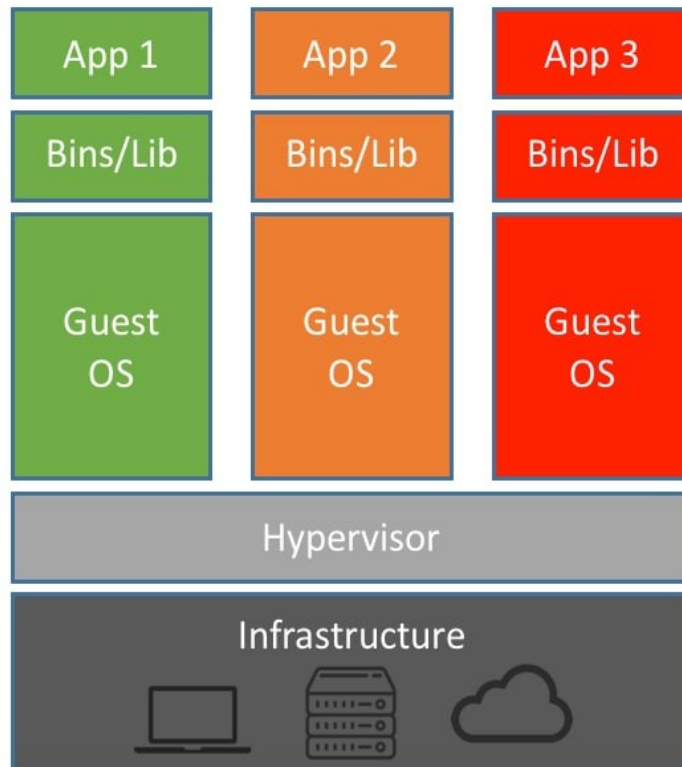 App 1
App 2
App 3
Bins/Lib
Bins/Lib
Bins/Lib
Guest
OS
Guest
OS
Guest
OS
Hypervisor
Infrastructure